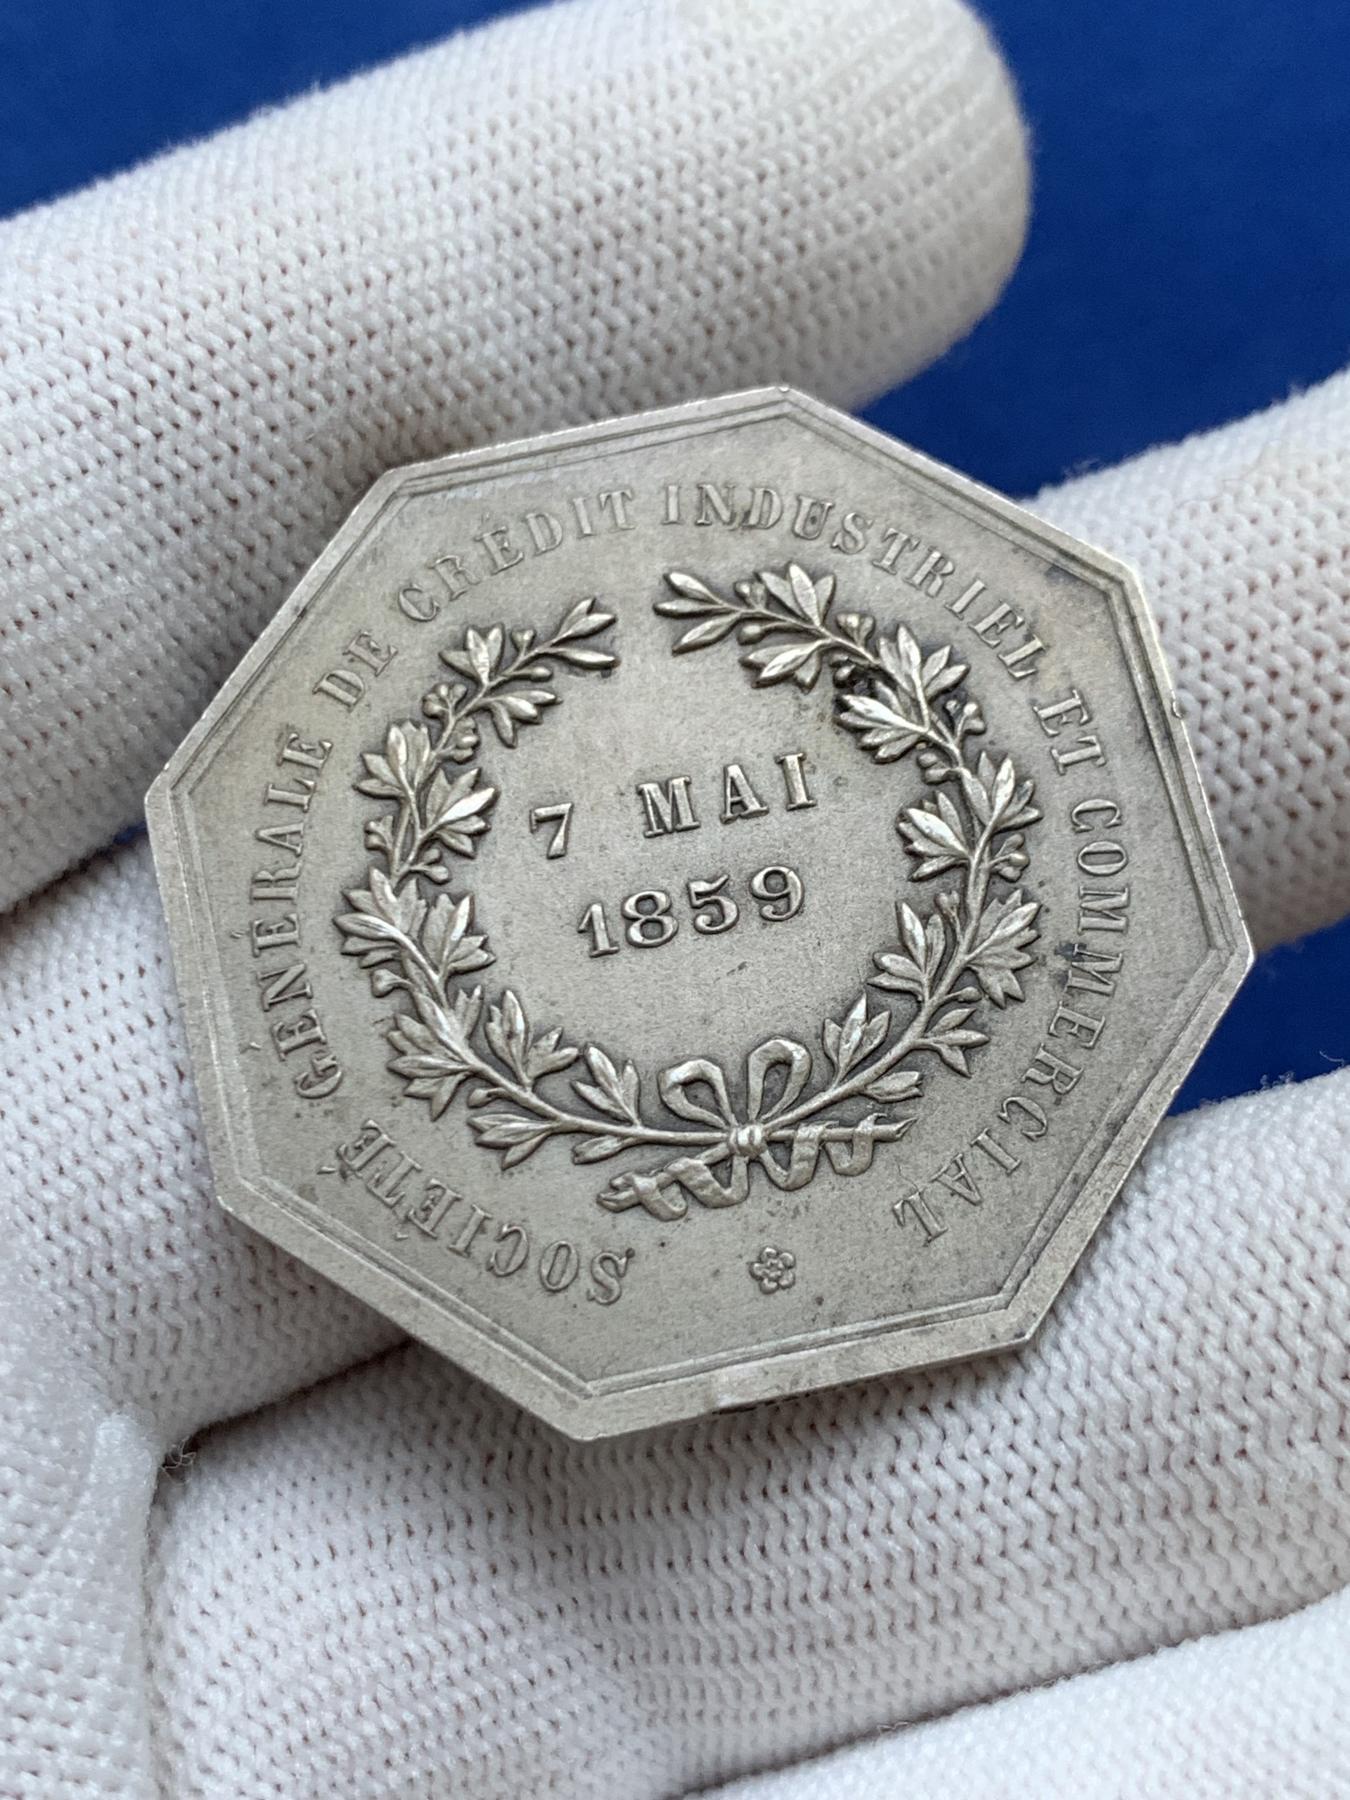 SOCIÉTÉ GÉNÉRALE DE CRÉDIT INDUSTRIEL ET COMMERCIAL
7 MAI
1859